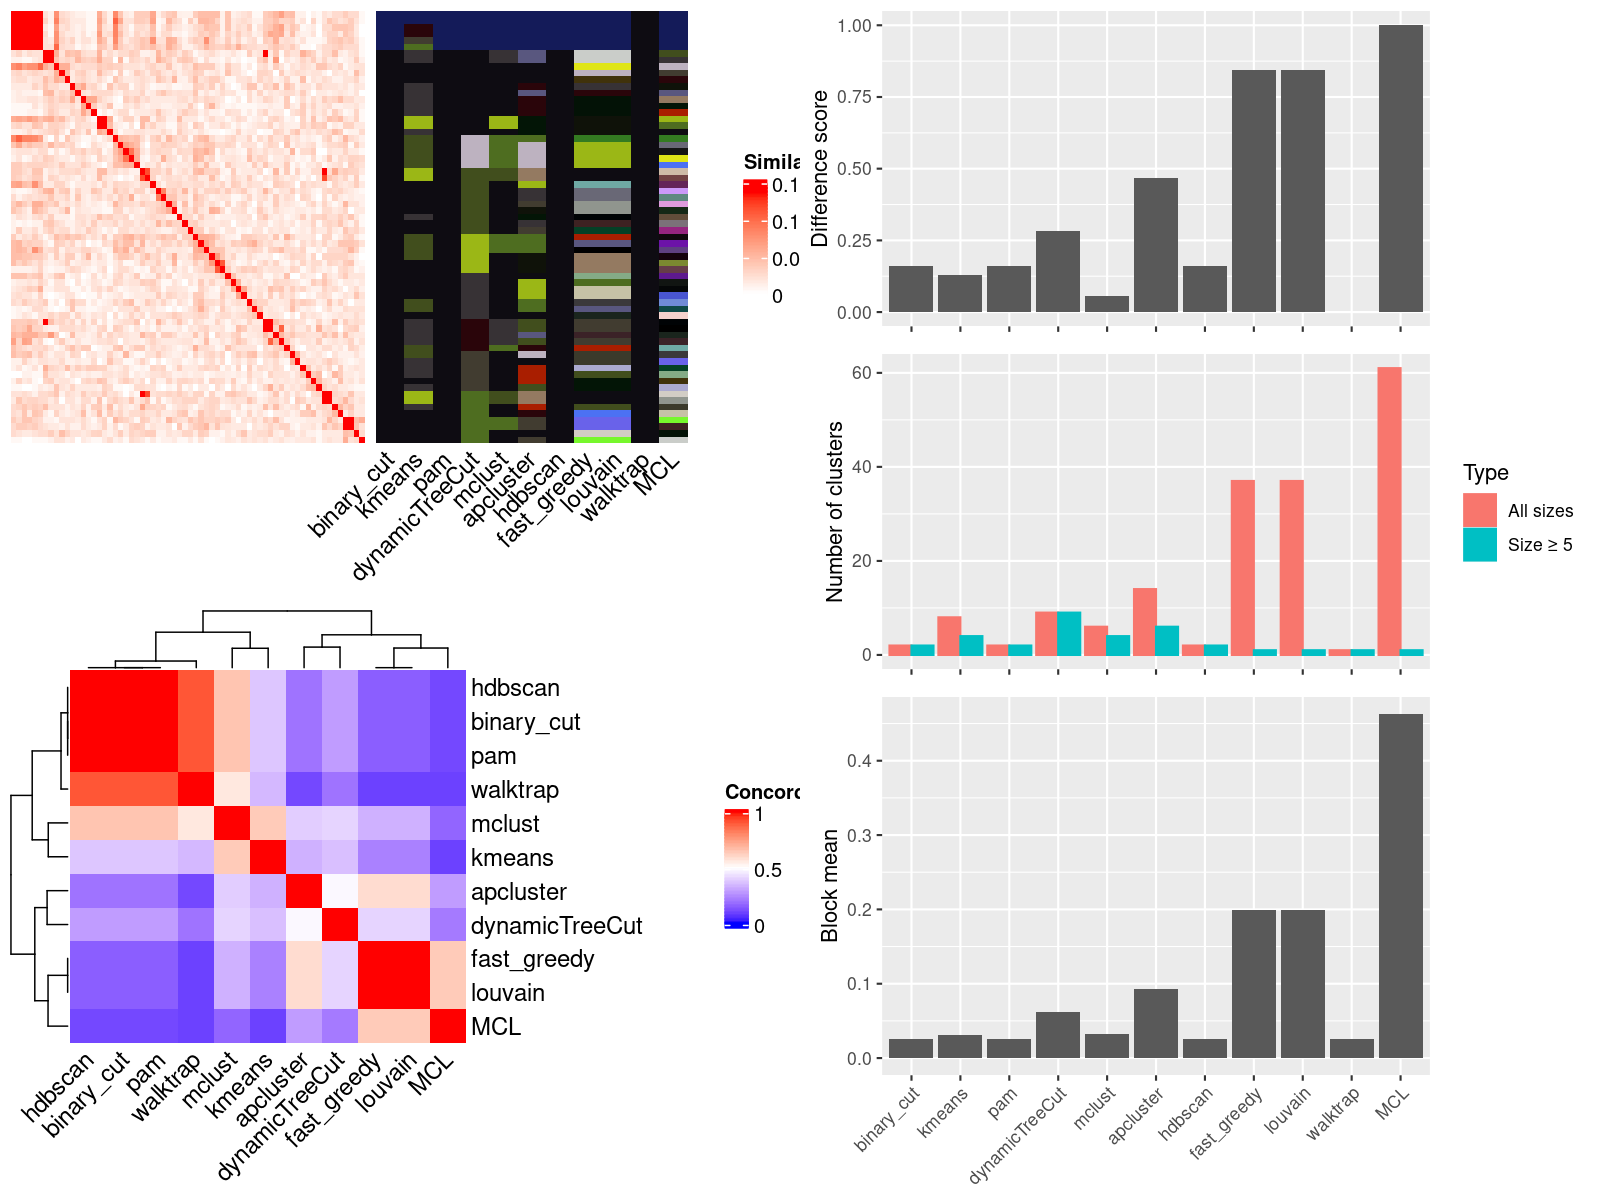 Simila
0.1
0.1
0.0
0
binary_cut
kmeans
pam
dynamicTreeCut
mclust
apcluster
hdbscan
fast_greedy
louvain
walktrap
MCL
hdbscan
binary_cut
pam
walktrap
mclust
kmeans
apcluster
dynamicTreeCut
fast_greedy
louvain
MCL
hdbscan
binary_cut
pam
walktrap
mclust
kmeans
apcluster
dynamicTreeCut
fast_greedy
louvain
MCL
Concord
1
0.5
0
Difference score
1.00
0.75
0.50
0.25
0.00
Number of clusters
60
40
20
0
Type
All sizes
Size ≥ 5
Block mean
0.4
0.3
0.2
0.1
0.0
binary_cut
kmeans
pam
dynamicTreeCut
mclust
apcluster
hdbscan
fast_greedy
louvain
walktrap
MCL